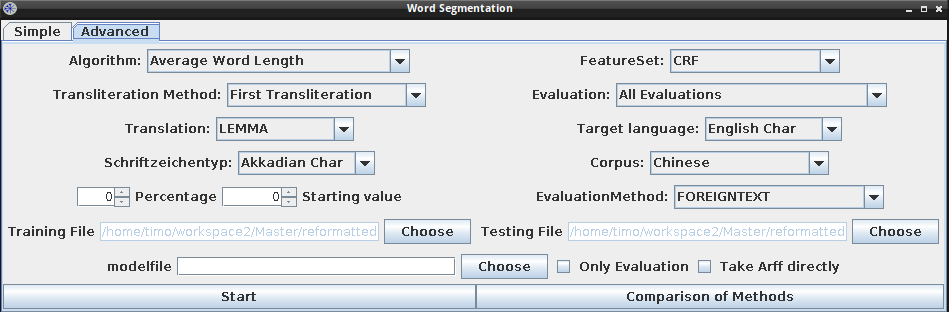 Word Segmentation
Simple Advanced
Algorithm: Average Word Length FeatureSet: CRF
Transliteration Method: First Transliteration Evaluation: All Evaluations
Translation: LEMMA Target language: English Char
Schriftzeichentyp: Akkadian Char Corpus: Chinese
0 Percentage 0 Starting value EvaluationMethod: FOREIGNTEXT
Training File /home/timo/workspace2/Master/reformatted Choose Testing File /home/timo/workspace2/Master/reformatted Choose
modelfile Choose Only Evaluation Take Arff directly
Start Comparison of Methods